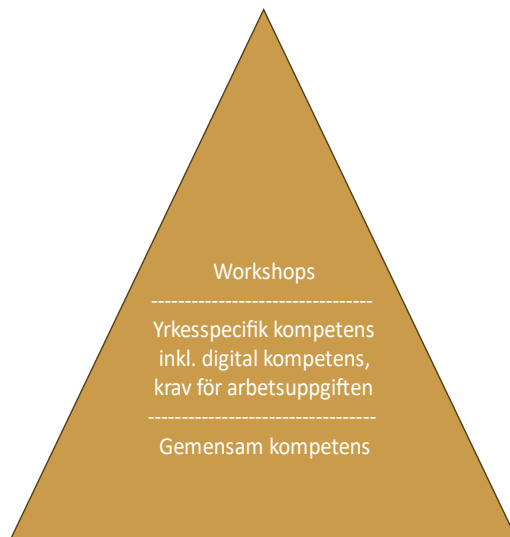 Workshops
---------------------------------
Yrkesspecifik kompetens
inkl. digital kompetens,
krav för arbetsuppgiften
----------------------------------
Gemensam kompetens